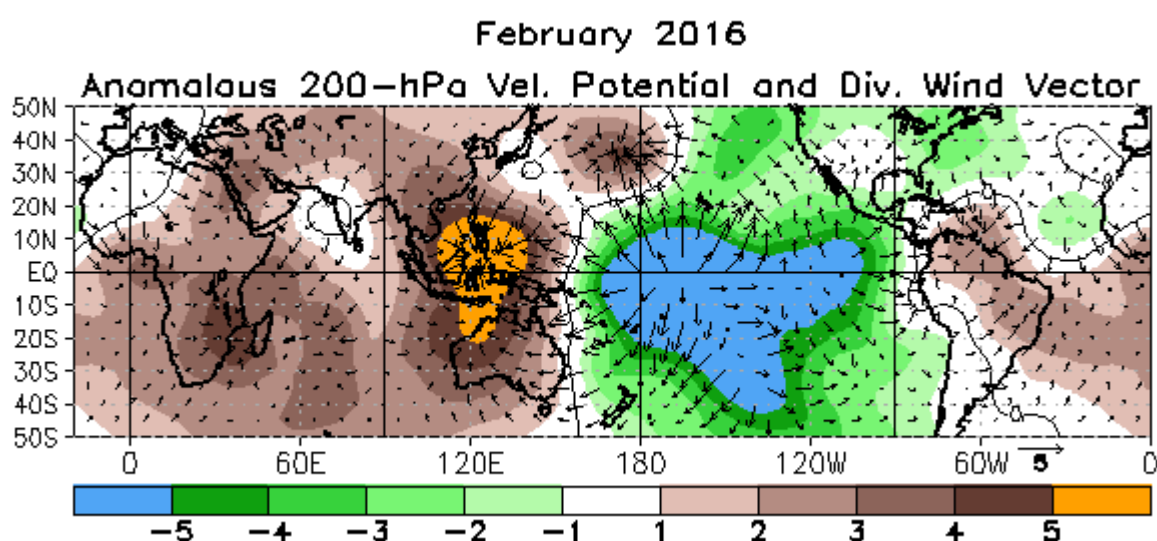 February 2016
Anomalaus 200-hPa Vel. Potential and Div. Wind Vector
50N
40N
30N
20N
10N
EQ
10S
20S
30S
40S
50S
0 60E 120E 180 120W 60W 5 0
-5 -4 -3 -2 -1 1 2 3 4 5